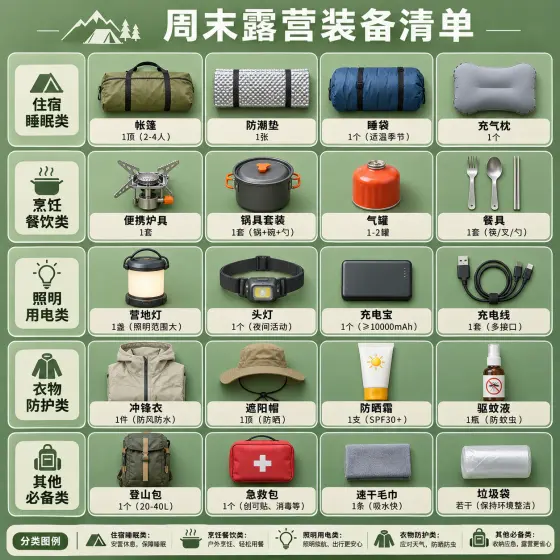 周末露营装备清单
住宿
睡眠类
帐篷
1顶（2-4人）
防潮垫
1张
睡袋
1个（适温季节）
充气枕
1个
烹饪
餐饮类
便携炉具
1套
锅具套装
1套（锅+碗+勺）
气罐
1-2罐
餐具
1套（筷/叉/勺）
照明
用电类
营地灯
1盏（照明范围大）
头灯
1个（夜间活动）
充电宝
1个（≥10000mAh）
充电线
1套（多接口）
衣物
防护类
冲锋衣
1件（防风防水）
遮阳帽
1顶（防晒）
防晒霜
1支（SPF30+）
驱蚊液
1瓶（防蚊虫）
其他
必备类
登山包
1个（20-40L）
急救包
1个（创可贴、消毒等）
速干毛巾
1条（吸水快）
垃圾袋
若干（保持环境整洁）
分类图例
住宿睡眠类：
安营休息，保障睡眠
烹饪餐饮类：
户外烹饪，轻松用餐
照明用电类：
照明续航，出行更安心
衣物防护类：
应对天气，防晒防虫
其他必备类：
收纳应急，露营更省心